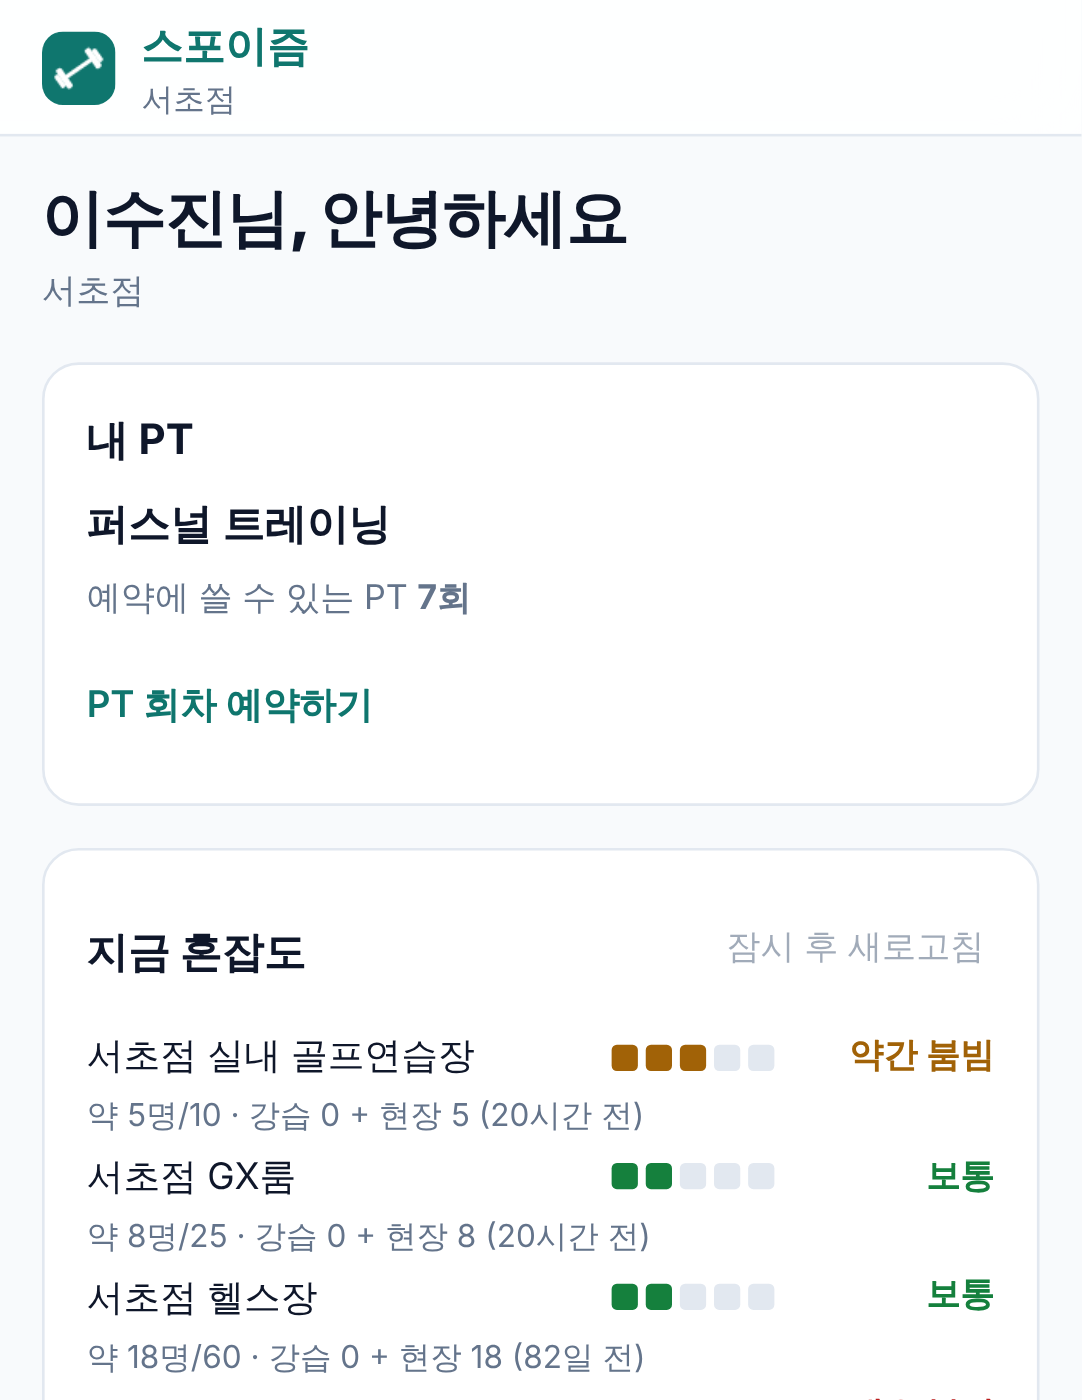 스포이즘
서초점
이수진님, 안녕하세요
서초점
내 PT
퍼스널 트레이닝
예약에 쓸 수 있는 PT 7회
PT 회차 예약하기
지금 혼잡도 잠시 후 새로고침
서초점 실내 골프연습장 약간 붐빔
약 5명/10 · 강습 0 + 현장 5 (20시간 전)
서초점 GX룸 보통
약 8명/25 · 강습 0 + 현장 8 (20시간 전)
서초점 헬스장 보통
약 18명/60 · 강습 0 + 현장 18 (82일 전)